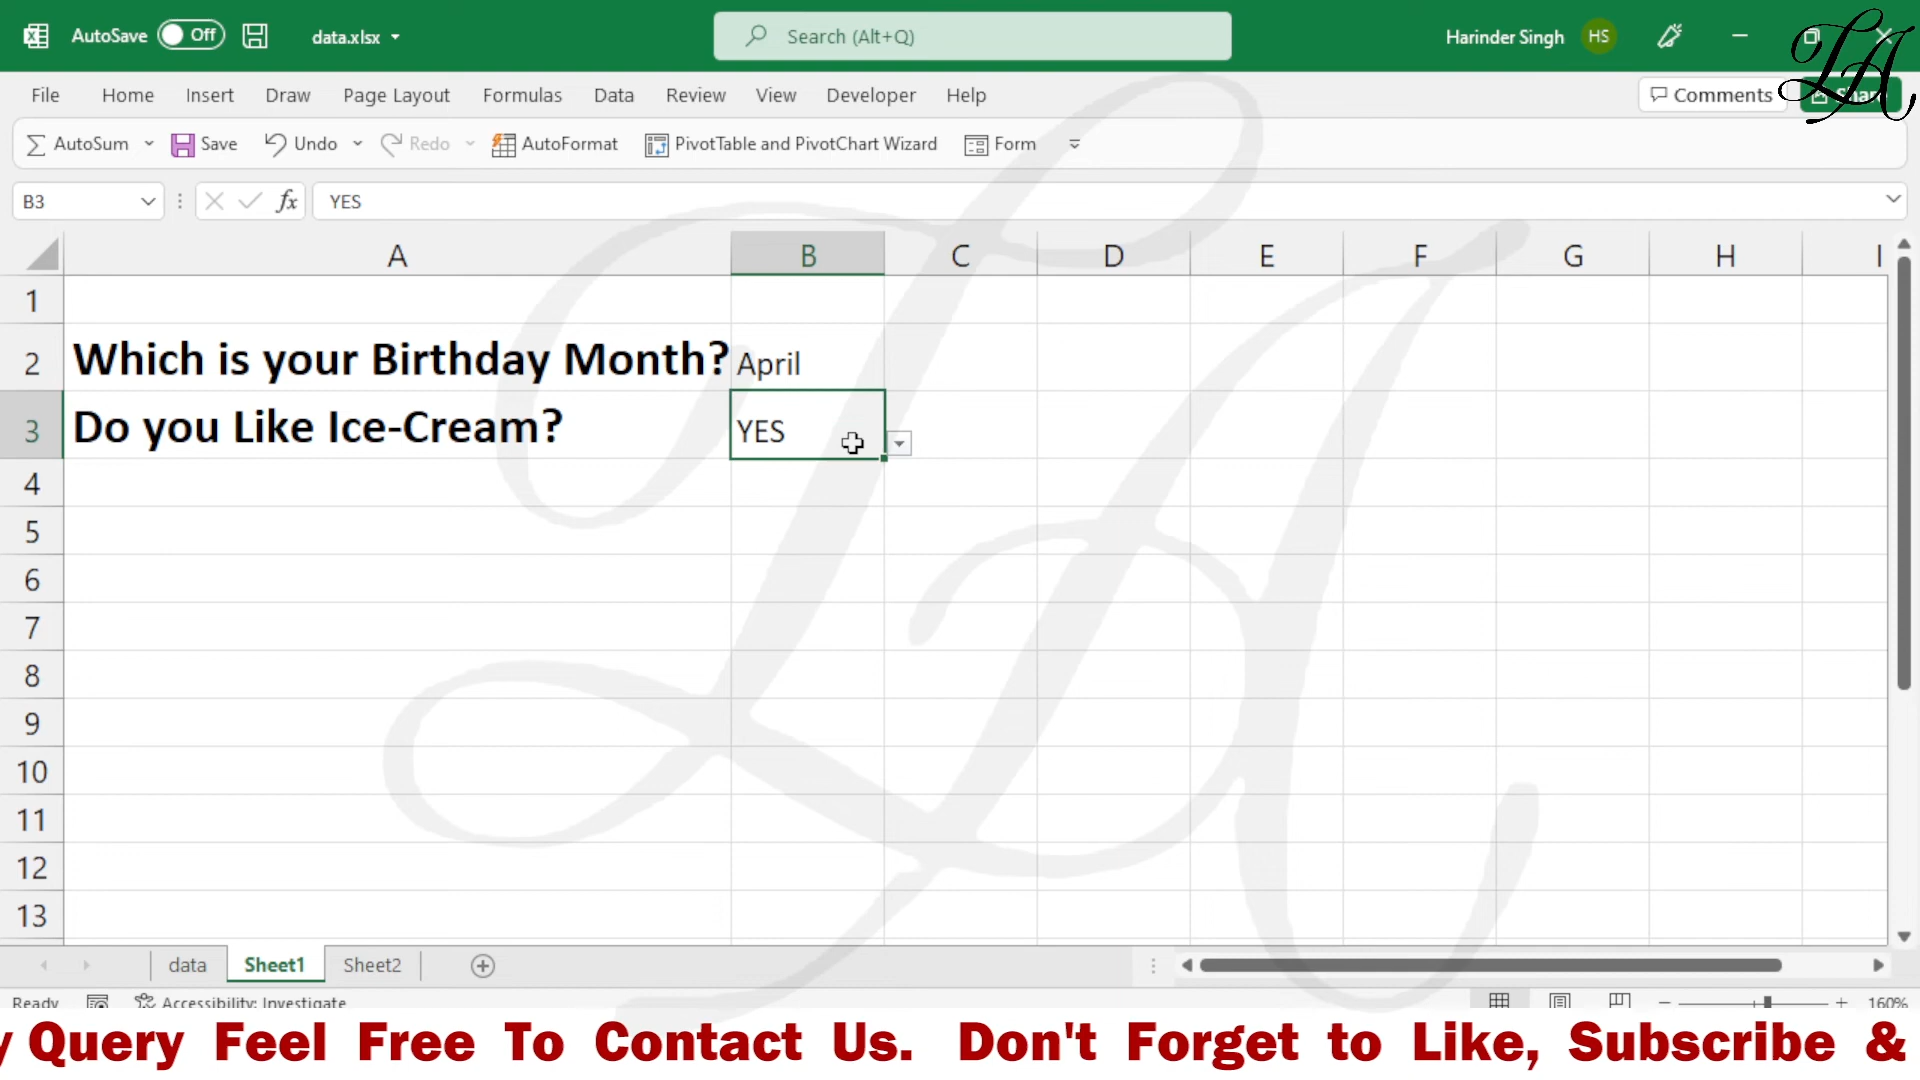 AutoSave Off data.xlsx Search (Alt+Q) Harinder Singh HS
File Home Insert Draw Page Layout Formulas Data Review View Developer Help Comments Share
AutoSum Save Undo Redo AutoFormat PivotTable and PivotChart Wizard Form
B3 fx YES
A B C D E F G H I
1
2 Which is your Birthday Month? April
3 Do you Like Ice-Cream? YES
4
5
6
7
8
9
10
11
12
13
data Sheet1 Sheet2
Ready Accessibility: Investigate 160%
y Query Feel Free To Contact Us. Don't Forget to Like, Subscribe &
LA
LA